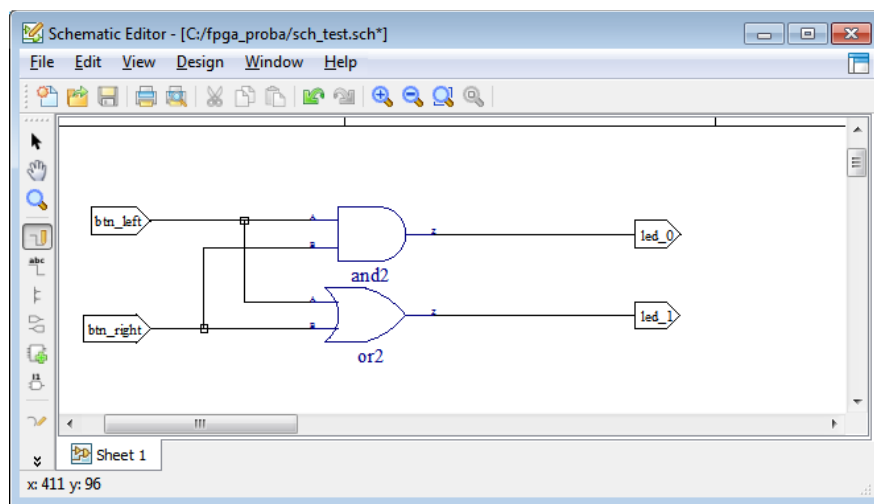 Schematic Editor - [C:/fpga_proba/sch_test.sch*]
File Edit View Design Window Help
abc
btn_left
A
B
Z
led_0
and2
btn_right
A
B
Z
led_1
or2
Sheet 1
x: 411 y: 96